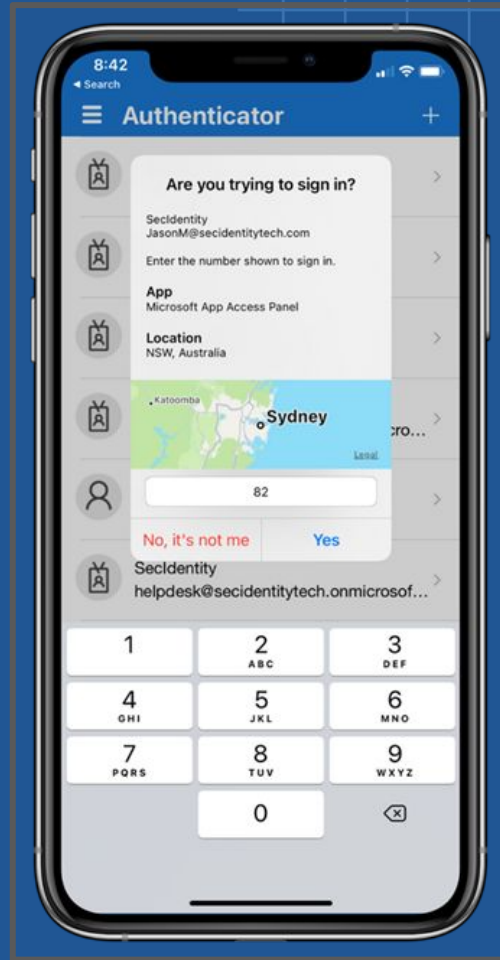 8:42
Search
Authenticator
Are you trying to sign in?
SecIdentity
JasonM@secidentitytech.com
Enter the number shown to sign in.
App
Microsoft App Access Panel
Location
NSW, Australia
Katoomba
Sydney
Legal
cro...
82
No, it's not me
Yes
SecIdentity
helpdesk@secidentitytech.onmicrosof...
1
2
ABC
3
DEF
4
GHI
5
JKL
6
MNO
7
PQRS
8
TUV
9
WXYZ
0